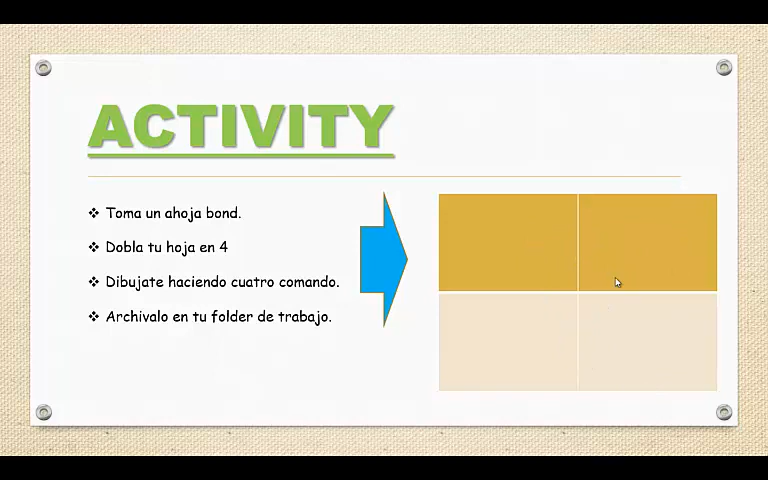 ACTIVITY
Toma un ahoja bond.
Dobla tu hoja en 4
Dibujate haciendo cuatro comando.
Archivalo en tu folder de trabajo.